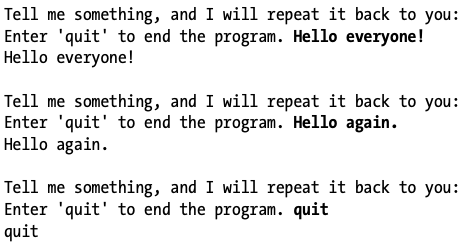 Tell me something, and I will repeat it back to you:
Enter 'quit' to end the program. Hello everyone!
Hello everyone!

Tell me something, and I will repeat it back to you:
Enter 'quit' to end the program. Hello again.
Hello again.

Tell me something, and I will repeat it back to you:
Enter 'quit' to end the program. quit
quit